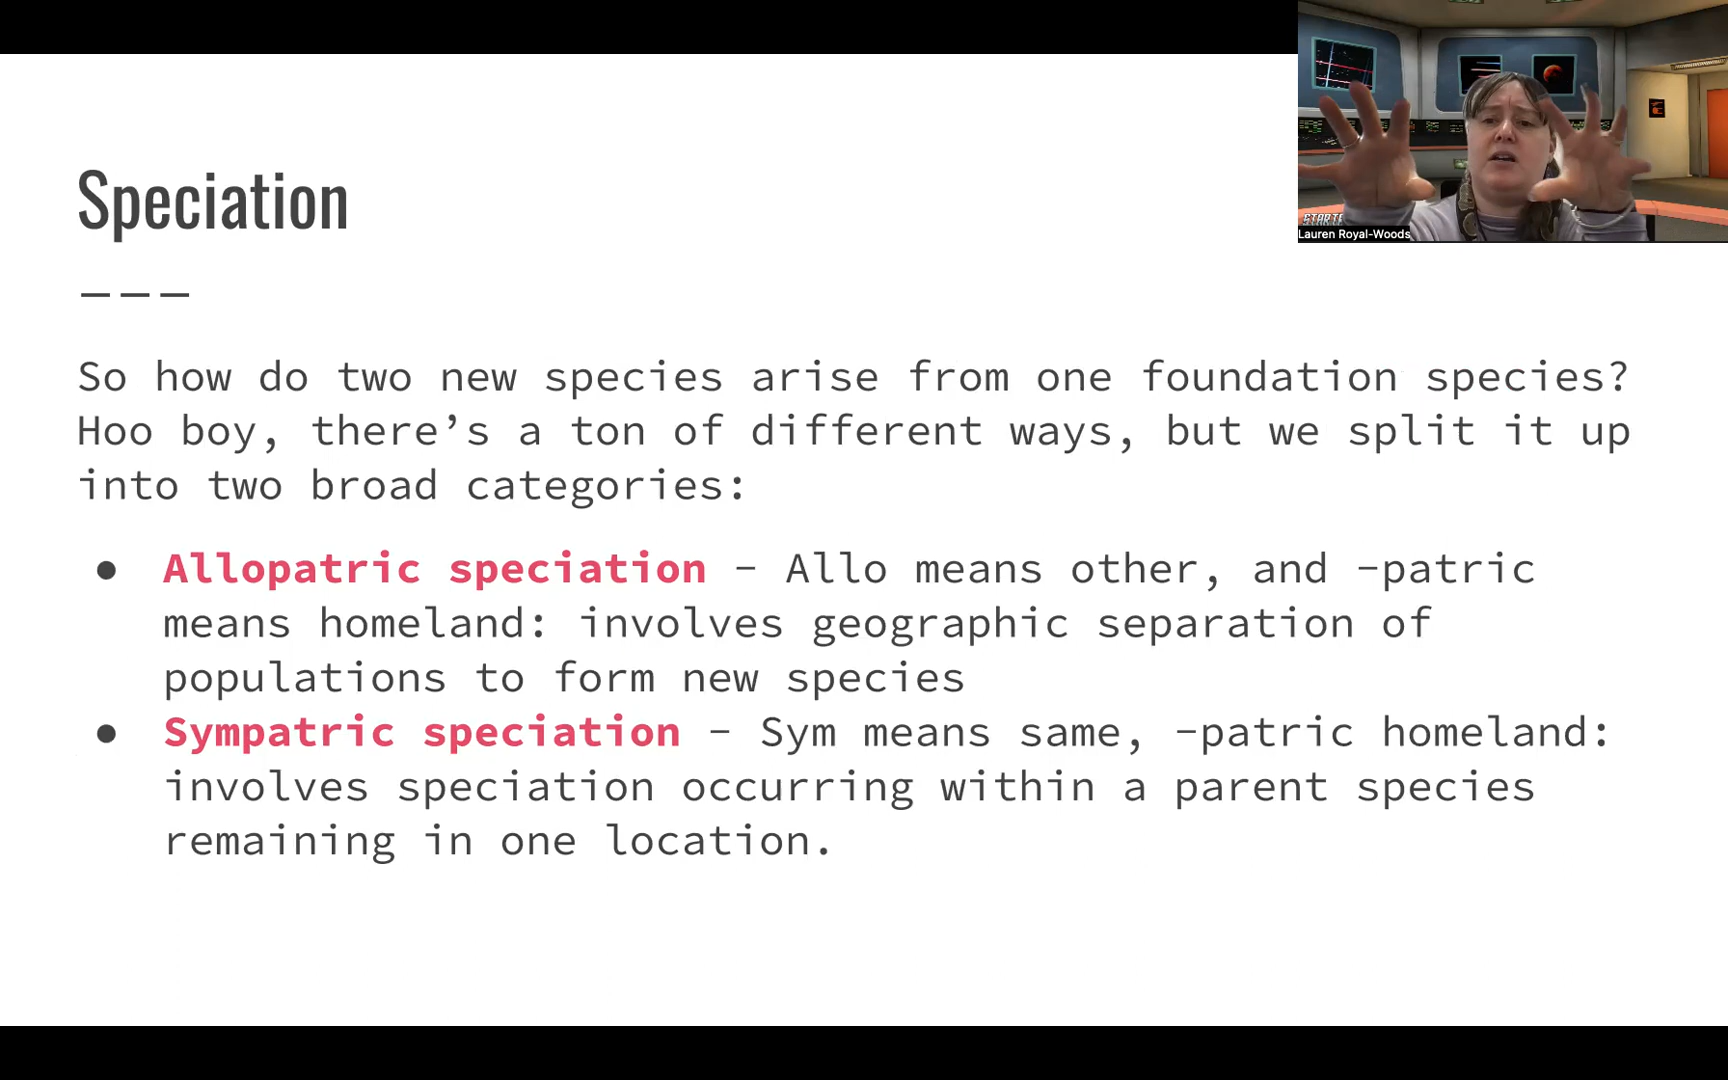 Speciation
So how do two new species arise from one foundation species?
Hoo boy, there’s a ton of different ways, but we split it up
into two broad categories:
● Allopatric speciation – Allo means other, and –patric
means homeland: involves geographic separation of
populations to form new species
● Sympatric speciation – Sym means same, –patric homeland:
involves speciation occurring within a parent species
remaining in one location.
Lauren Royal-Woods